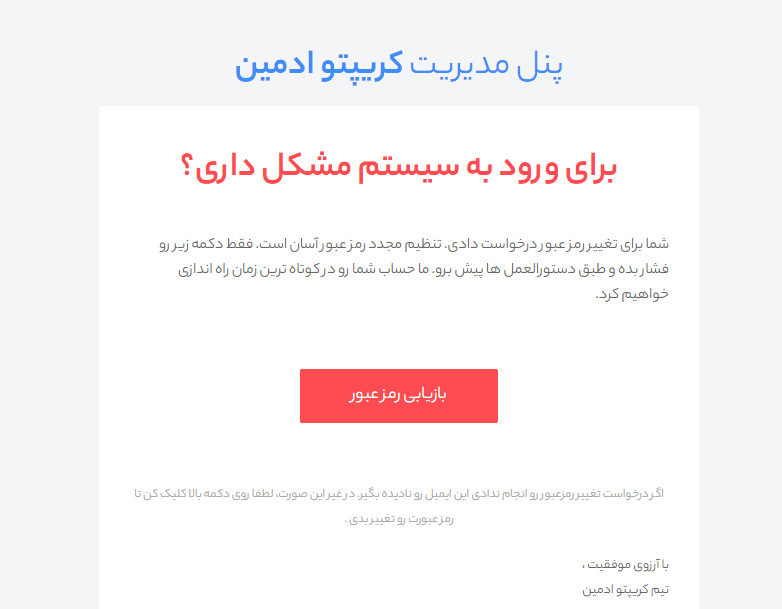 پنل مدیریت کریپتو ادمین
برای ورود به سیستم مشکل داری؟
شما برای تغییر رمز عبور درخواست دادی. تنظیم مجدد رمز عبور آسان است. فقط دکمه زیر رو
فشار بده و طبق دستورالعمل ها پیش برو. ما حساب شما رو در کوتاه ترین زمان راه اندازی
خواهیم کرد.
بازیابی رمز عبور
اگر درخواست تغییر رمزعبور رو انجام ندادی این ایمیل رو نادیده بگیر. در غیر این صورت، لطفا روی دکمه بالا کلیک کن تا
رمز عبورت رو تغییر بدی .
با آرزوی موفقیت ،
تیم کریپتو ادمین